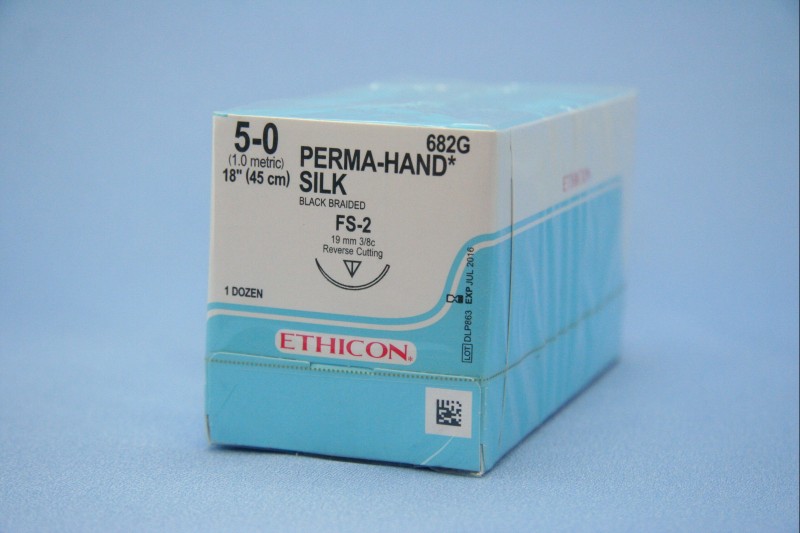 5-0
(1.0 metric)
18" (45 cm)
682G
PERMA-HAND*
SILK
BLACK BRAIDED
FS-2
19 mm 3/8c
Reverse Cutting
1 DOZEN
ETHICON®
LOT DLP863 EXP JUL 2016
ETHICON